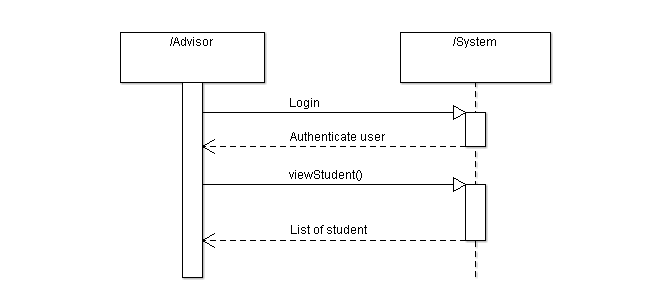 /Advisor
/System
Login
Authenticate user
viewStudent()
List of student